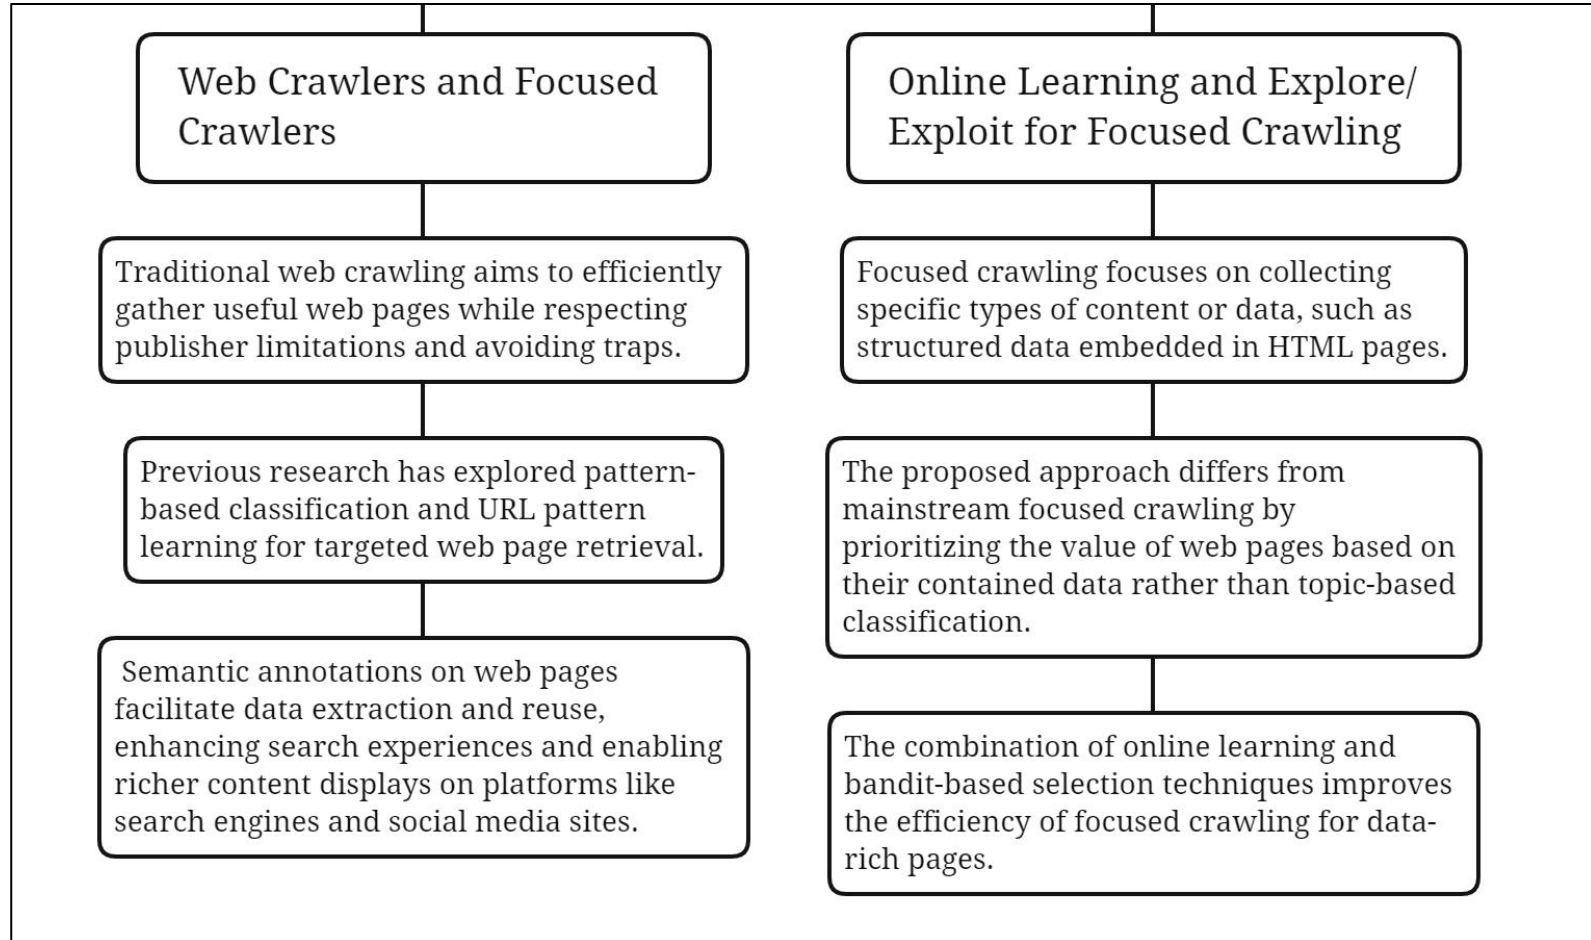 Web Crawlers and Focused
Crawlers
Traditional web crawling aims to efficiently
gather useful web pages while respecting
publisher limitations and avoiding traps.
Previous research has explored pattern-
based classification and URL pattern
learning for targeted web page retrieval.
Semantic annotations on web pages
facilitate data extraction and reuse,
enhancing search experiences and enabling
richer content displays on platforms like
search engines and social media sites.
Online Learning and Explore/
Exploit for Focused Crawling
Focused crawling focuses on collecting
specific types of content or data, such as
structured data embedded in HTML pages.
The proposed approach differs from
mainstream focused crawling by
prioritizing the value of web pages based on
their contained data rather than topic-based
classification.
The combination of online learning and
bandit-based selection techniques improves
the efficiency of focused crawling for data-
rich pages.